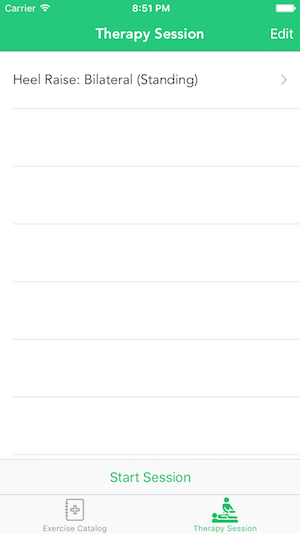 Carrier 8:51 PM
Therapy Session Edit
Heel Raise: Bilateral (Standing)
Start Session
Exercise Catalog Therapy Session